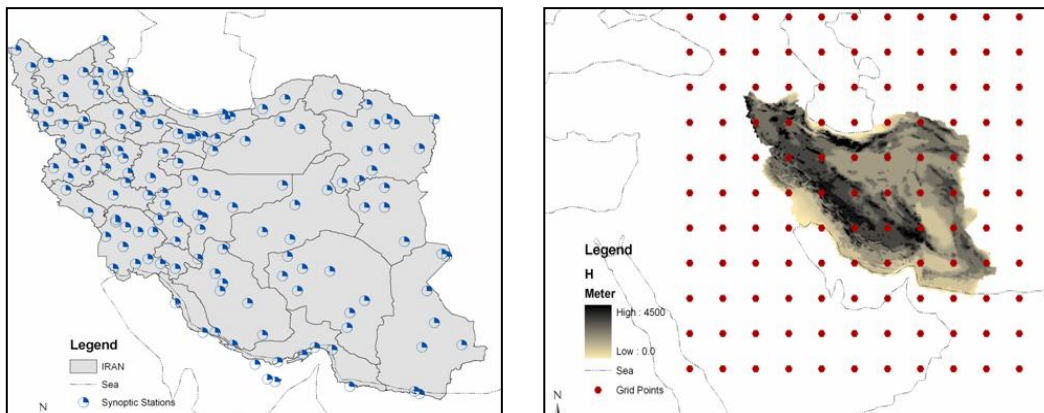 Legend
IRAN
Sea
Synoptic Stations
N
Legend
H
Meter
High : 4500
Low : 0.0
Sea
Grid Points
N